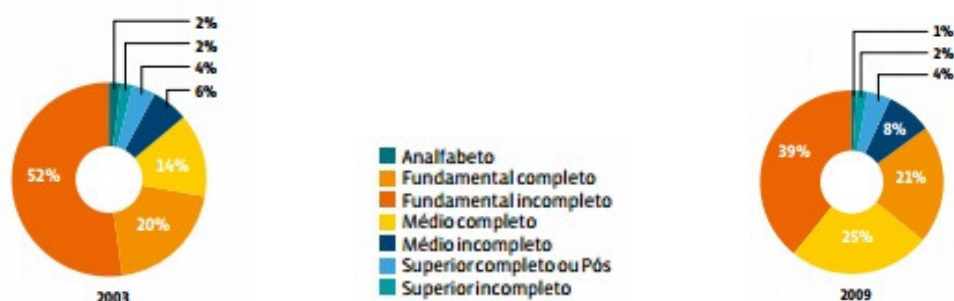 2%
2%
4%
6%
14%
20%
52%
2003
Analfabeto
Fundamental completo
Fundamental incompleto
Médio completo
Médio incompleto
Superior completo ou Pós
Superior incompleto
1%
2%
4%
8%
21%
25%
39%
2009